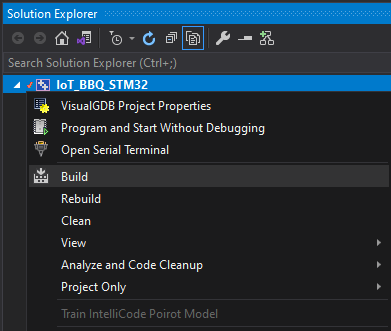 Solution Explorer
Search Solution Explorer (Ctrl+;)
IoT_BBQ_STM32
VisualGDB Project Properties
Program and Start Without Debugging
Open Serial Terminal
Build
Rebuild
Clean
View
Analyze and Code Cleanup
Project Only
Train IntelliCode Poirot Model